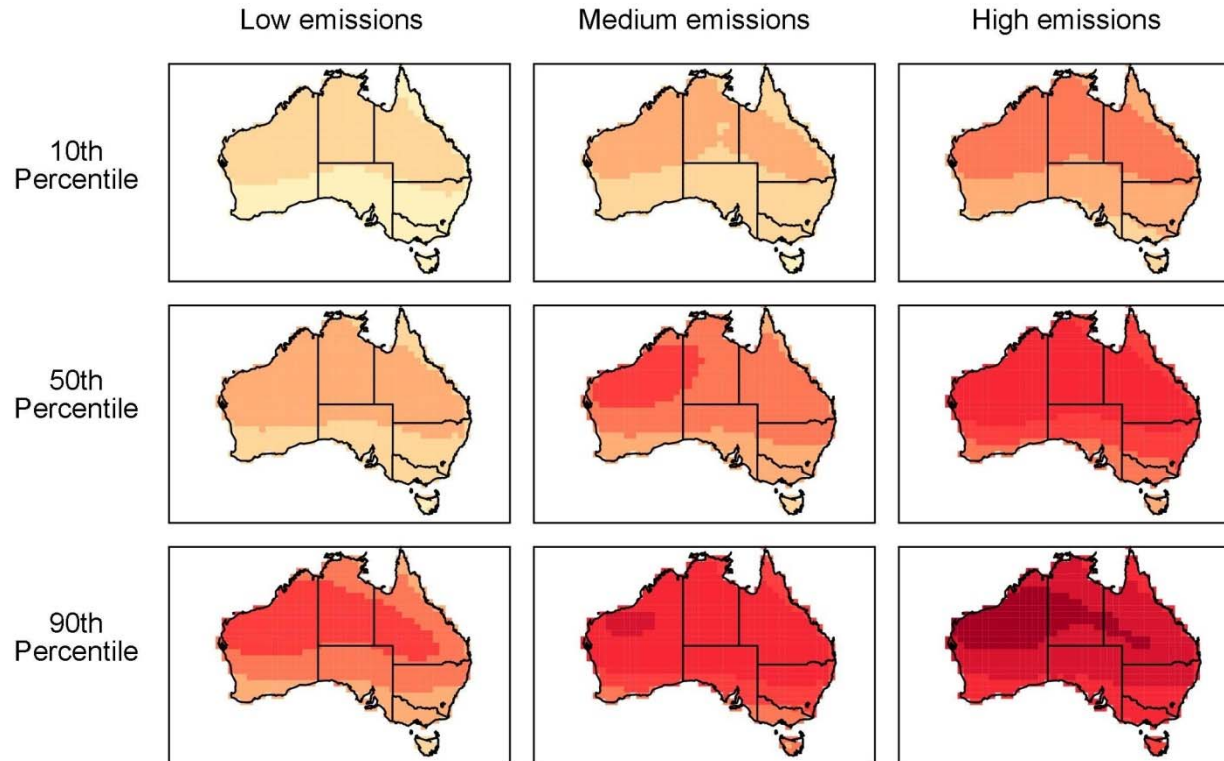 Low emissions
Medium emissions
High emissions
10th
Percentile
50th
Percentile
90th
Percentile